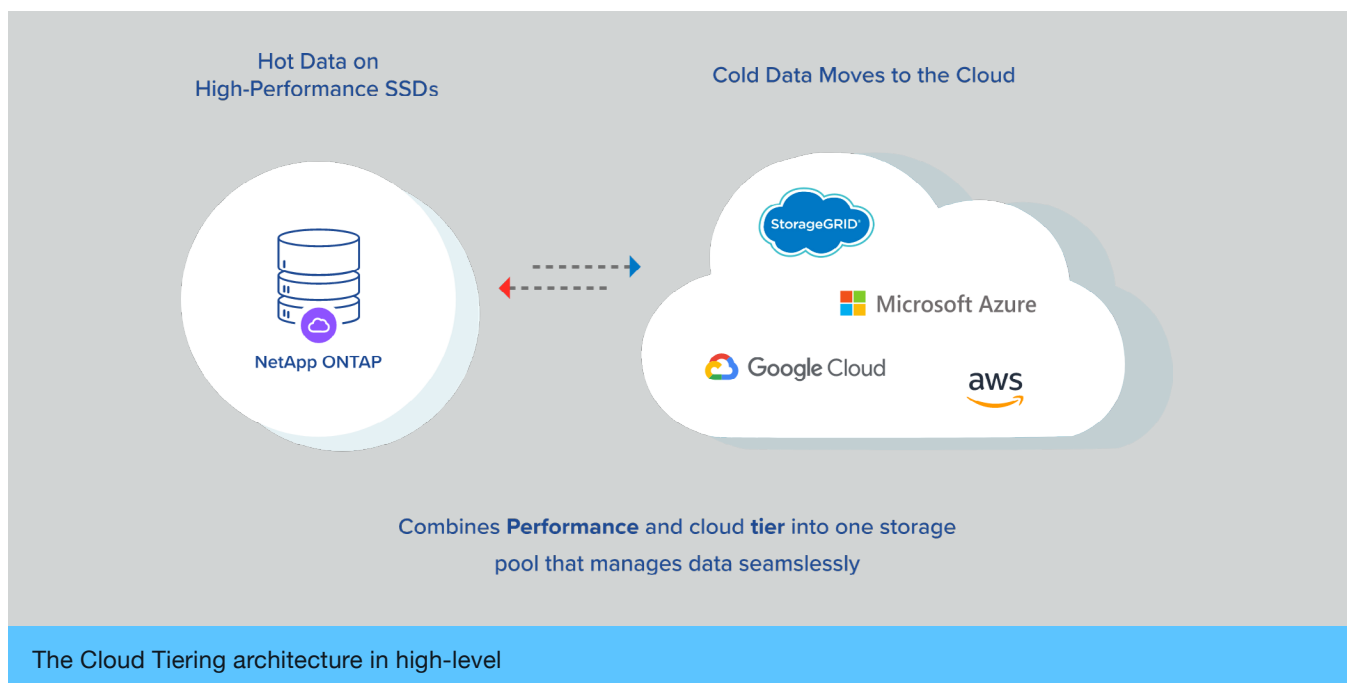 Hot Data on
High-Performance SSDs
Cold Data Moves to the Cloud
StorageGRID®
Microsoft Azure
NetApp ONTAP
Google Cloud
aws
Combines Performance and cloud tier into one storage
pool that manages data seamslessly
The Cloud Tiering architecture in high-level